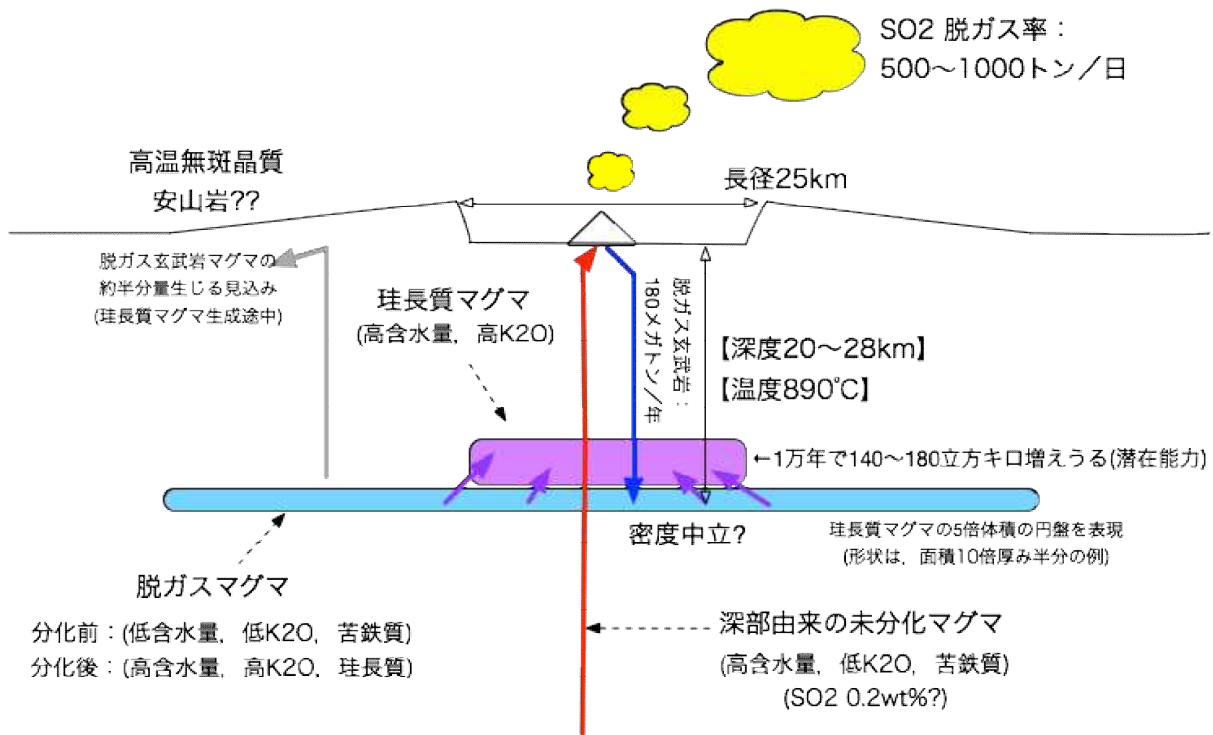 SO2 脱ガス率：
500〜1000トン／日
高温無斑晶質
安山岩??
長径25km
脱ガス玄武岩マグマの
約半分量生じる見込み
(珪長質マグマ生成途中)
珪長質マグマ
(高含水量，高K2O)
脱ガス玄武岩：
180メガトン／年
【深度20〜28km】
【温度890℃】
←1万年で140〜180立方キロ増えうる(潜在能力)
密度中立?
珪長質マグマの5倍体積の円盤を表現
(形状は，面積10倍厚み半分の例)
脱ガスマグマ
分化前：(低含水量，低K2O，苦鉄質)
分化後：(高含水量，高K2O，珪長質)
深部由来の未分化マグマ
(高含水量，低K2O，苦鉄質)
(SO2 0.2wt%?)